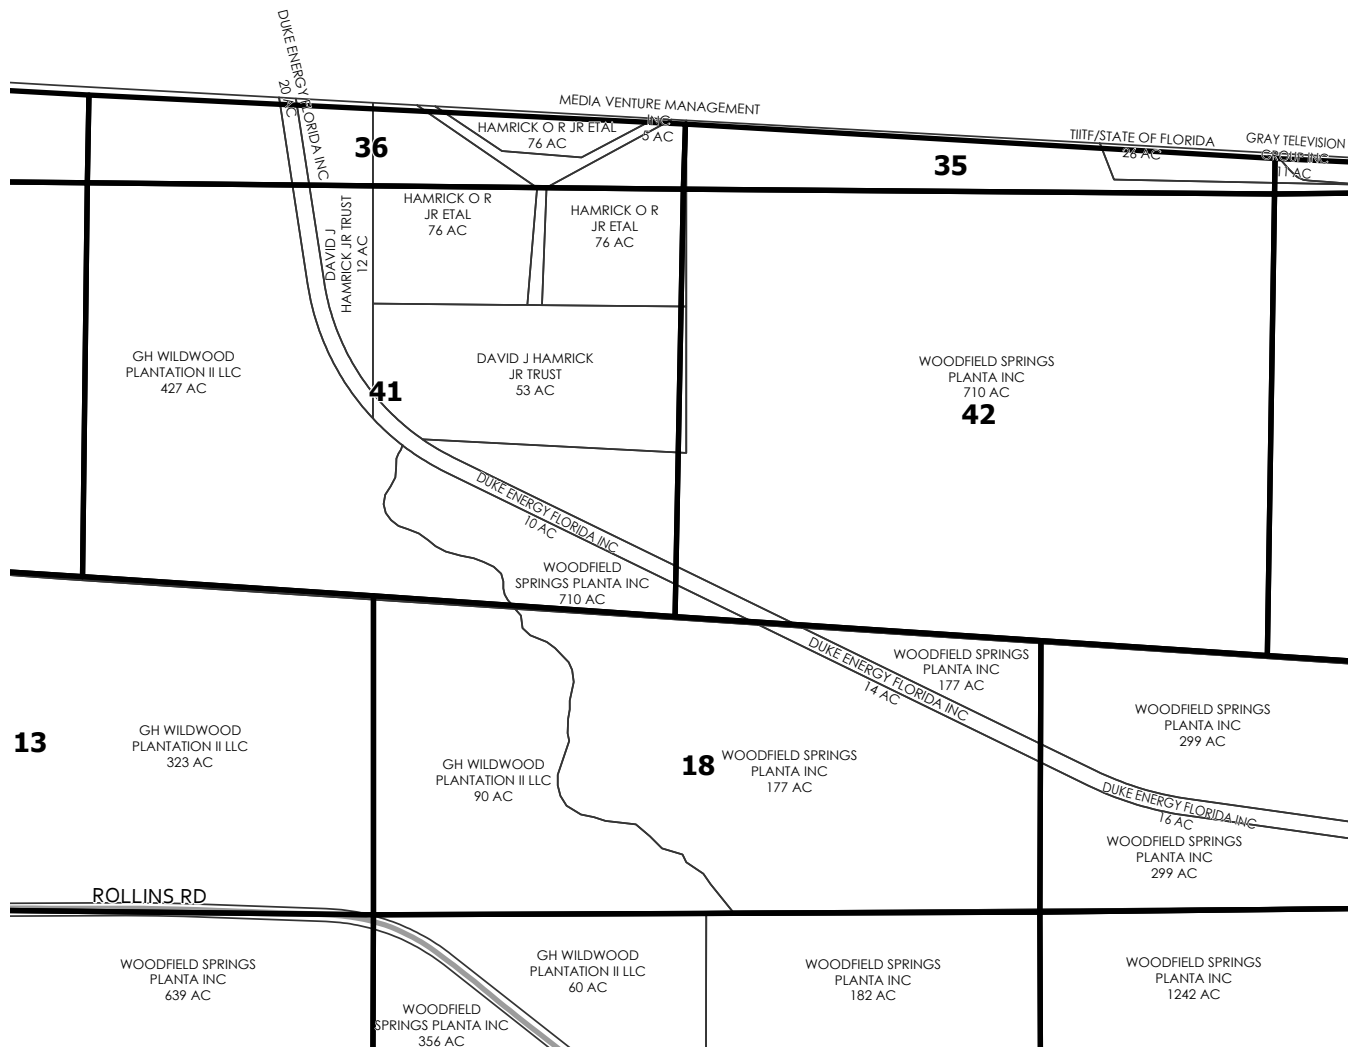 DUKE ENERGY FLORIDA INC
20 AC
MEDIA VENTURE MANAGEMENT
INC
5 AC
HAMRICK O R JR ETAL
76 AC
36
35
TIITF/STATE OF FLORIDA
26 AC
GRAY TELEVISION
GROUP INC
11 AC
DAVID J
HAMRICK JR TRUST
12 AC
HAMRICK O R
JR ETAL
76 AC
HAMRICK O R
JR ETAL
76 AC
GH WILDWOOD
PLANTATION II LLC
427 AC
DAVID J HAMRICK
JR TRUST
53 AC
41
WOODFIELD SPRINGS
PLANTA INC
710 AC
42
DUKE ENERGY FLORIDA INC
10 AC
WOODFIELD
SPRINGS PLANTA INC
710 AC
DUKE ENERGY FLORIDA INC
14 AC
WOODFIELD SPRINGS
PLANTA INC
177 AC
WOODFIELD SPRINGS
PLANTA INC
299 AC
13
GH WILDWOOD
PLANTATION II LLC
323 AC
GH WILDWOOD
PLANTATION II LLC
90 AC
18
WOODFIELD SPRINGS
PLANTA INC
177 AC
DUKE ENERGY FLORIDA INC
16 AC
WOODFIELD SPRINGS
PLANTA INC
299 AC
ROLLINS RD
WOODFIELD SPRINGS
PLANTA INC
639 AC
WOODFIELD
SPRINGS PLANTA INC
356 AC
GH WILDWOOD
PLANTATION II LLC
60 AC
WOODFIELD SPRINGS
PLANTA INC
182 AC
WOODFIELD SPRINGS
PLANTA INC
1242 AC